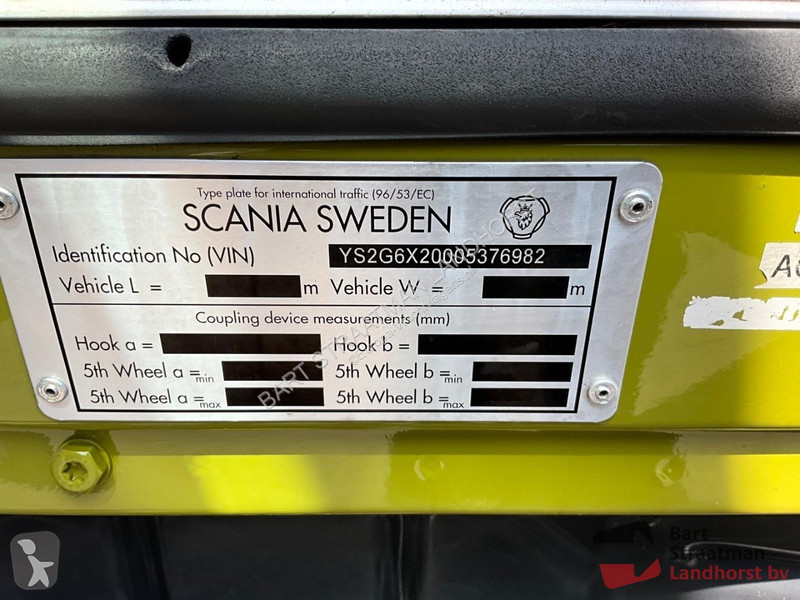 Type plate for international traffic (96/53/EC)
SCANIA SWEDEN
Identification No (VIN) YS2G6X20005376982
Vehicle L = m Vehicle W = m
Coupling device measurements (mm)
Hook a = Hook b =
5th Wheel a =min 5th Wheel b =min
5th Wheel a =max 5th Wheel b =max
Bart
Straatman
Landhorst bv